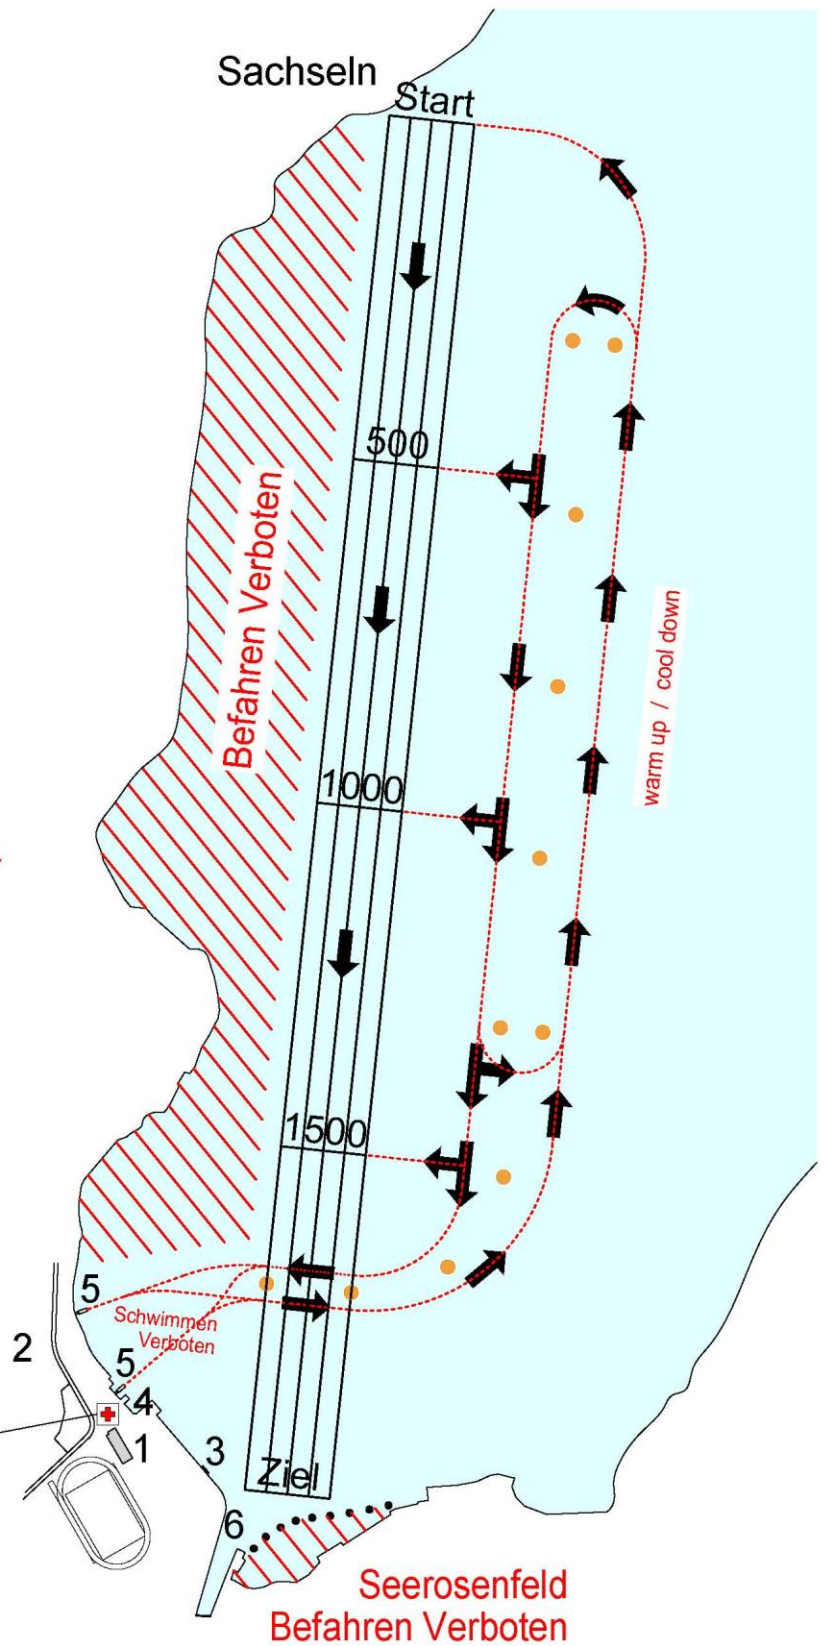 Sachseln
Start
500
Befahren Verboten
warm up / cool down
1000
1500
5
Schwimmen
Verboten
2
5
4
1
3
Ziel
6
Seerosenfeld
Befahren Verboten